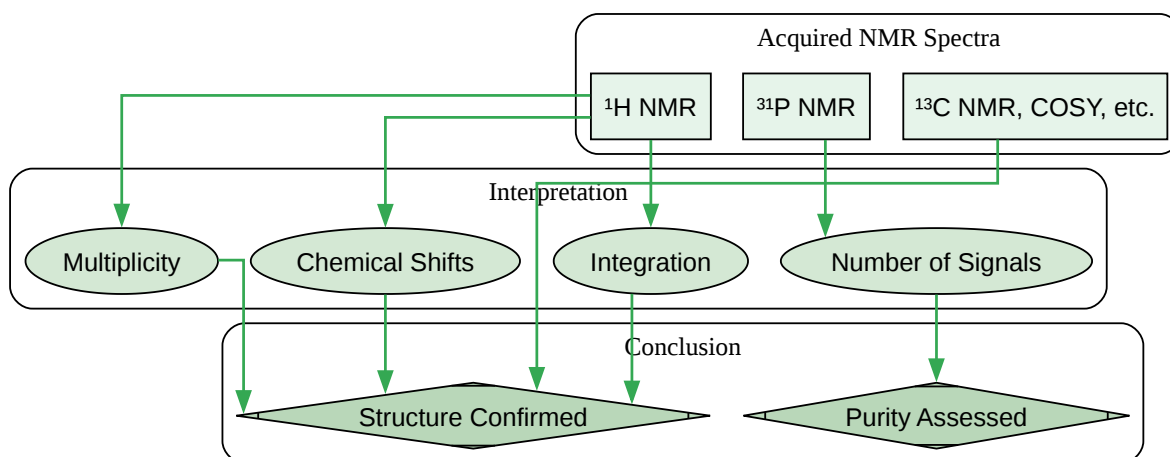 Acquired NMR Spectra
¹H NMR
³¹P NMR
¹³C NMR, COSY, etc.
Interpretation
Multiplicity
Chemical Shifts
Integration
Number of Signals
Conclusion
Structure Confirmed
Purity Assessed